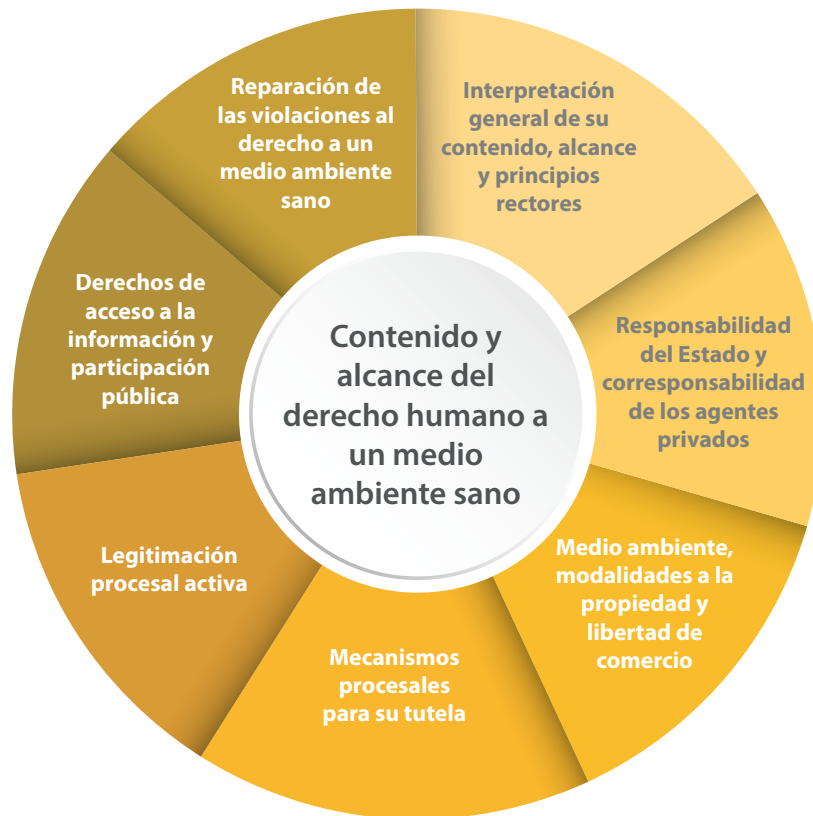 Contenido y
alcance del
derecho humano a
un medio
ambiente sano
Interpretación
general de su
contenido, alcance
y principios
rectores
Responsabilidad
del Estado y
corresponsabilidad
de los agentes
privados
Medio ambiente,
modalidades a la
propiedad y
libertad de
comercio
Mecanismos
procesales
para su tutela
Legitimación
procesal activa
Derechos de
acceso a la
información y
participación
pública
Reparación de
las violaciones al
derecho a un
medio ambiente
sano